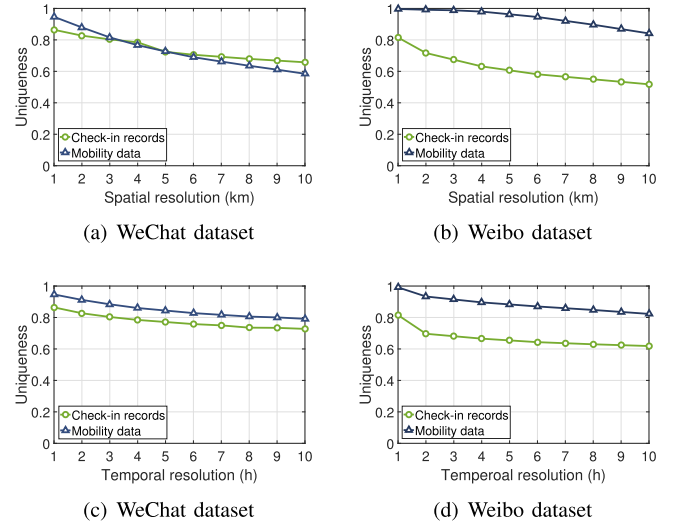 Uniqueness
1
0.8
0.6
0.4
0.2
0
Check-in records
Mobility data
1 2 3 4 5 6 7 8 9 10
Spatial resolution (km)
(a) WeChat dataset
Uniqueness
1
0.8
0.6
0.4
0.2
0
Check-in records
Mobility data
1 2 3 4 5 6 7 8 9 10
Spatial resolution (km)
(b) Weibo dataset
Uniqueness
1
0.8
0.6
0.4
0.2
0
Check-in records
Mobility data
1 2 3 4 5 6 7 8 9 10
Temporal resolution (h)
(c) WeChat dataset
Uniqueness
1
0.8
0.6
0.4
0.2
0
Check-in records
Mobility data
1 2 3 4 5 6 7 8 9 10
Temperoal resolution (h)
(d) Weibo dataset